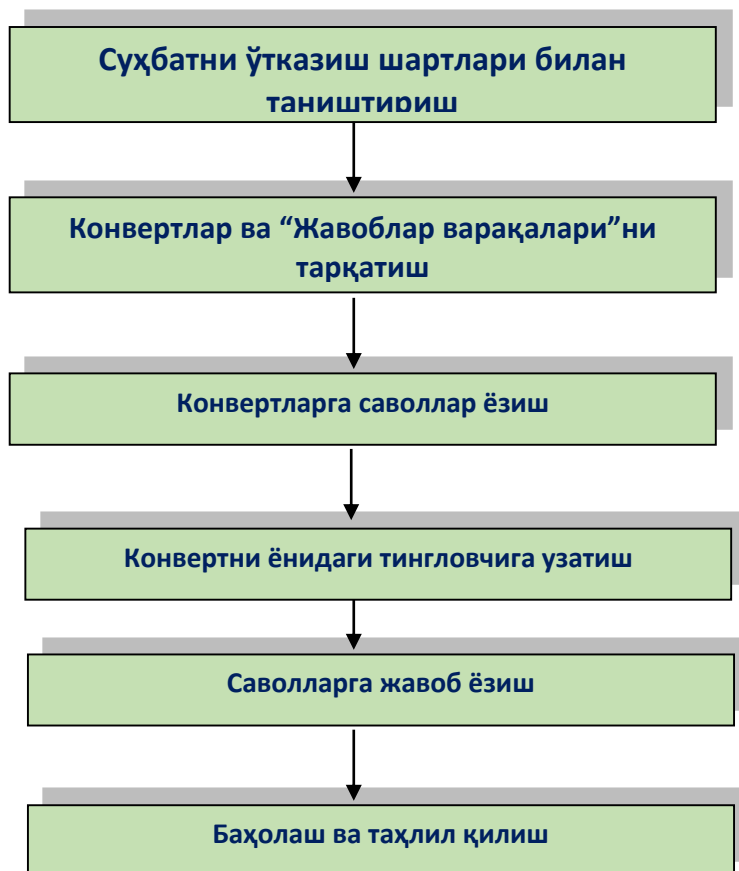 Суҳбатни ўтказиш шартлари билан
таништириш
Конвертлар ва “Жавоблар варақалари”ни
тарқатиш
Конвертларга саволлар ёзиш
Конвертни ёнидаги тингловчига узатиш
Саволларга жавоб ёзиш
Баҳолаш ва таҳлил қилиш